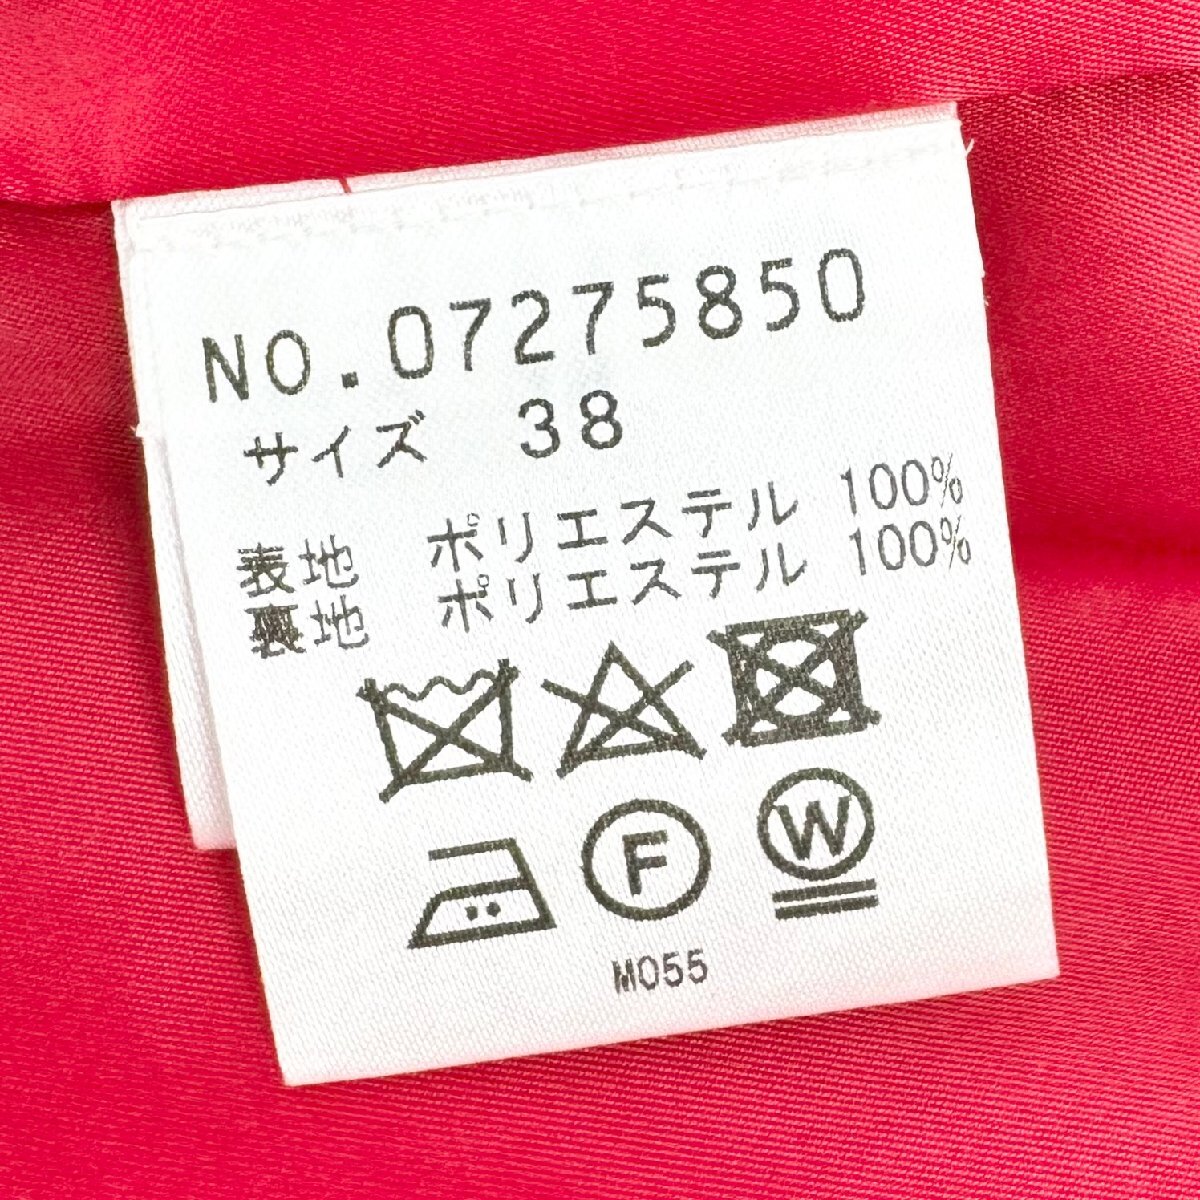 NO.07275850
サイズ 38
表地 ポリエステル 100%
裏地 ポリエステル 100%
F W
M055